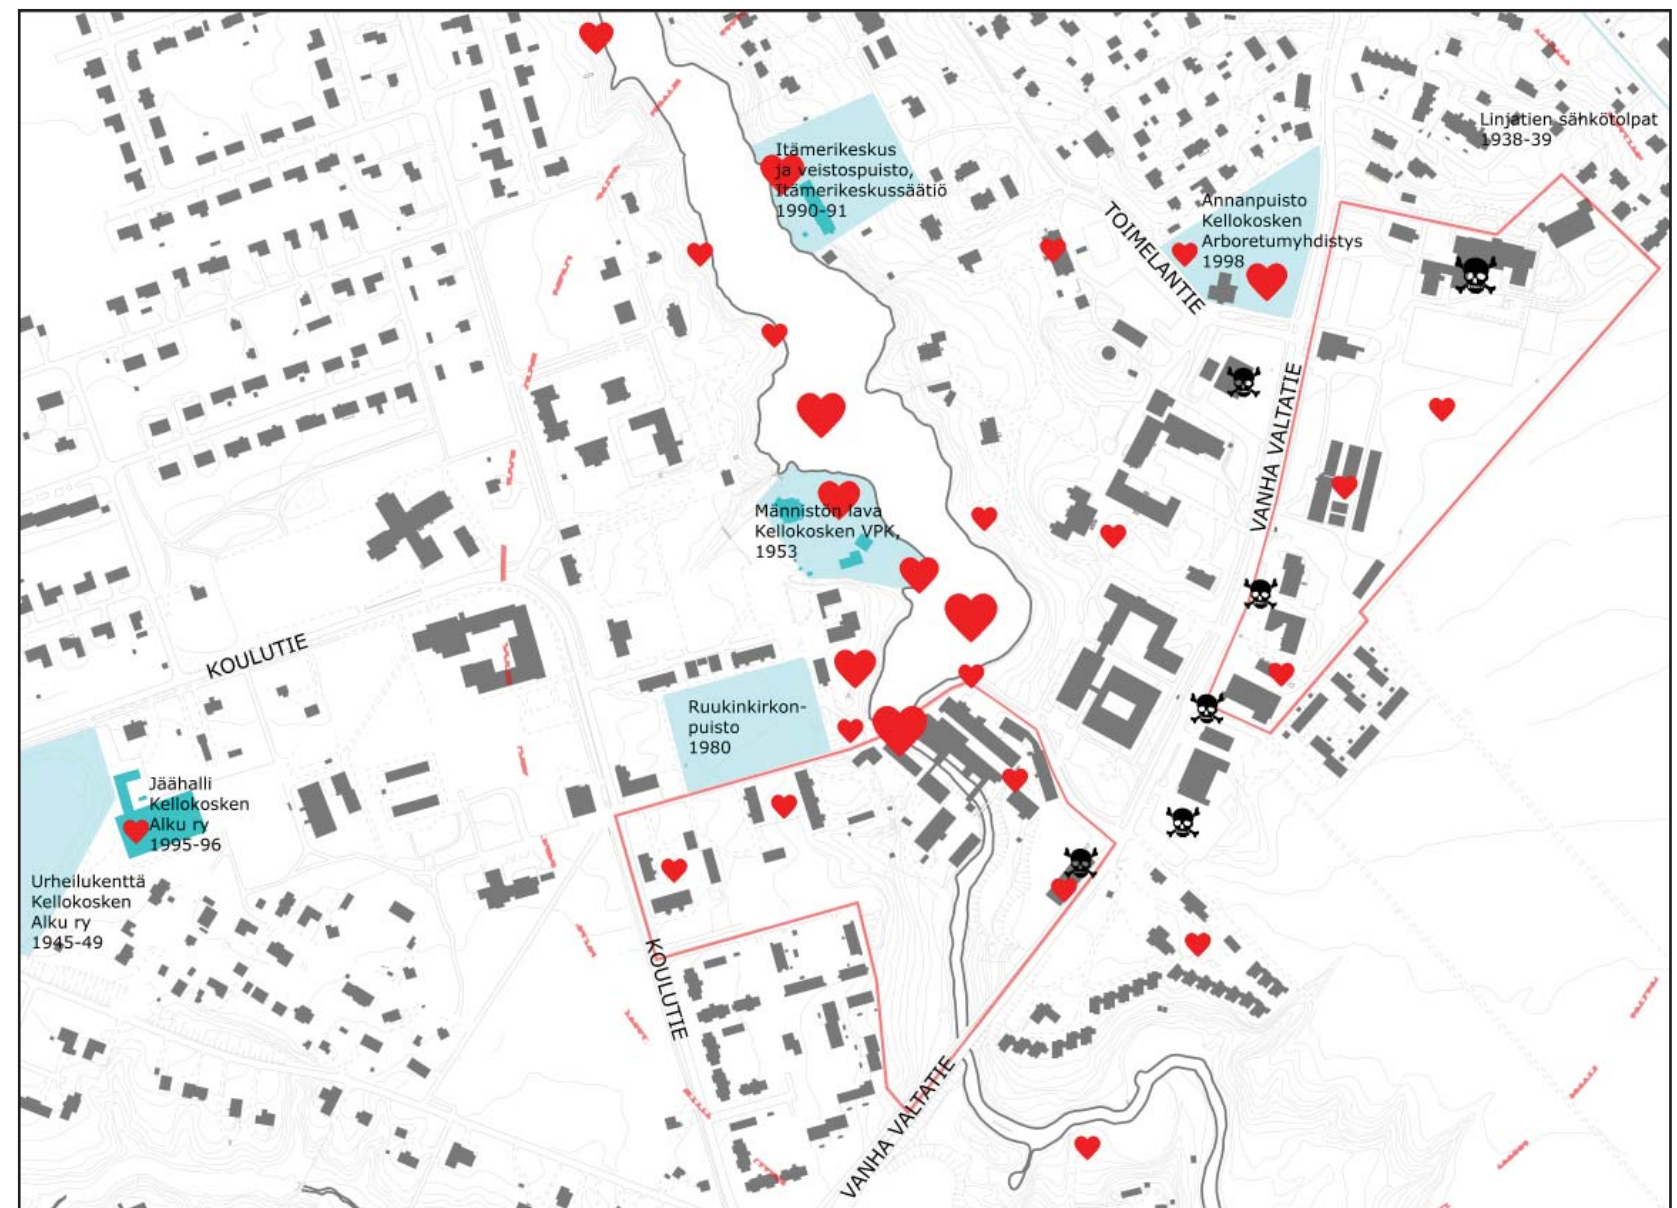 Linjatien sähkötolpat
1938-39
Itämerikeskus
ja veistospuisto,
Itämerikeskussäätiö
1990-91
Annanpuisto
Kellokosken
Arboretumyhdistys
1998
TOIMELANTIE
VANHA VALTATIE
Männistön lava
Kellokosken VPK,
1953
KOULUTIE
Ruukinkirkon-
puisto
1980
Jäähalli
Kellokosken
Alku ry
1995-96
Urheilukenttä
Kellokosken
Alku ry
1945-49
KOULUTIE
VANHA VALTATIE